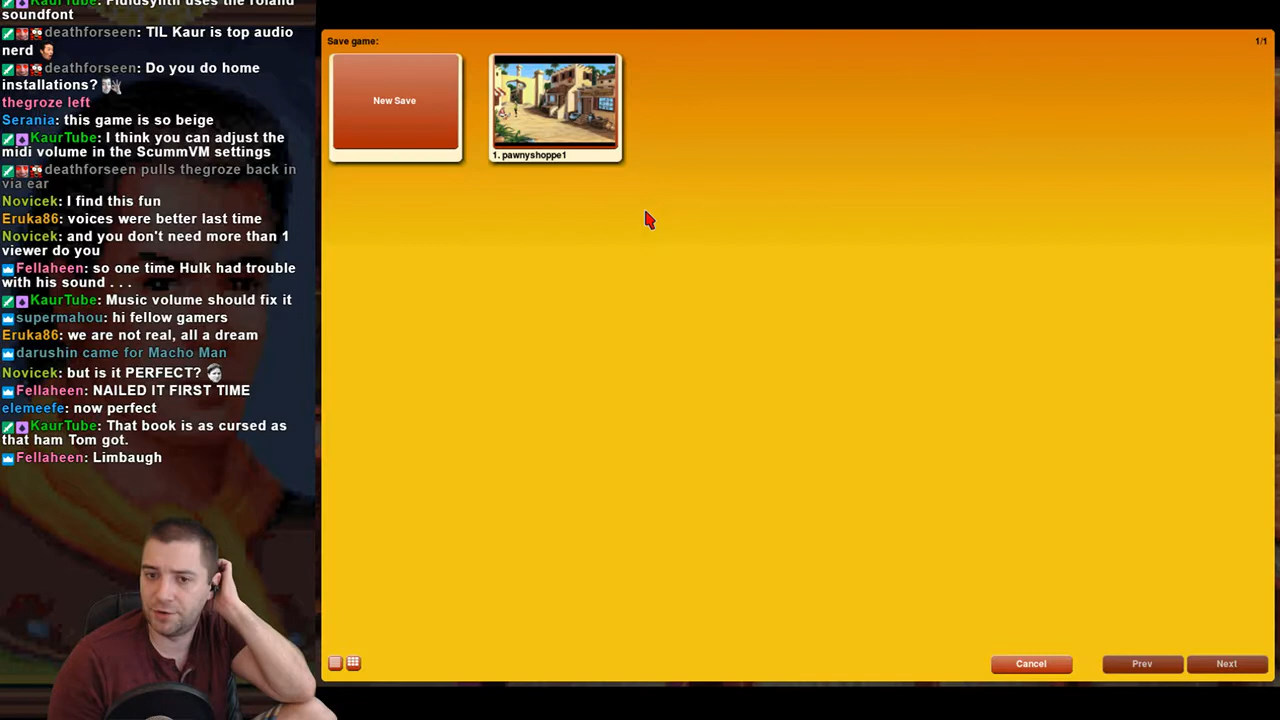 KaurTube: Fluidsynth uses the roland
soundfont
deathforseen: TIL Kaur is top audio
nerd
deathforseen: Do you do home
installations?
thegroze left
Serania: this game is so beige
KaurTube: I think you can adjust the
midi volume in the ScummVM settings
deathforseen pulls thegroze back in
via ear
Novicek: I find this fun
Eruka86: voices were better last time
Novicek: and you don't need more than 1
viewer do you
Fellaheen: so one time Hulk had trouble
with his sound . . .
KaurTube: Music volume should fix it
supermahou: hi fellow gamers
Eruka86: we are not real, all a dream
darushin came for Macho Man
Novicek: but is it PERFECT?
Fellaheen: NAILED IT FIRST TIME
elemeefe: now perfect
KaurTube: That book is as cursed as
that ham Tom got.
Fellaheen: Limbaugh
Save game:
1/1
New Save
1. pawnyshoppe1
Cancel
Prev
Next